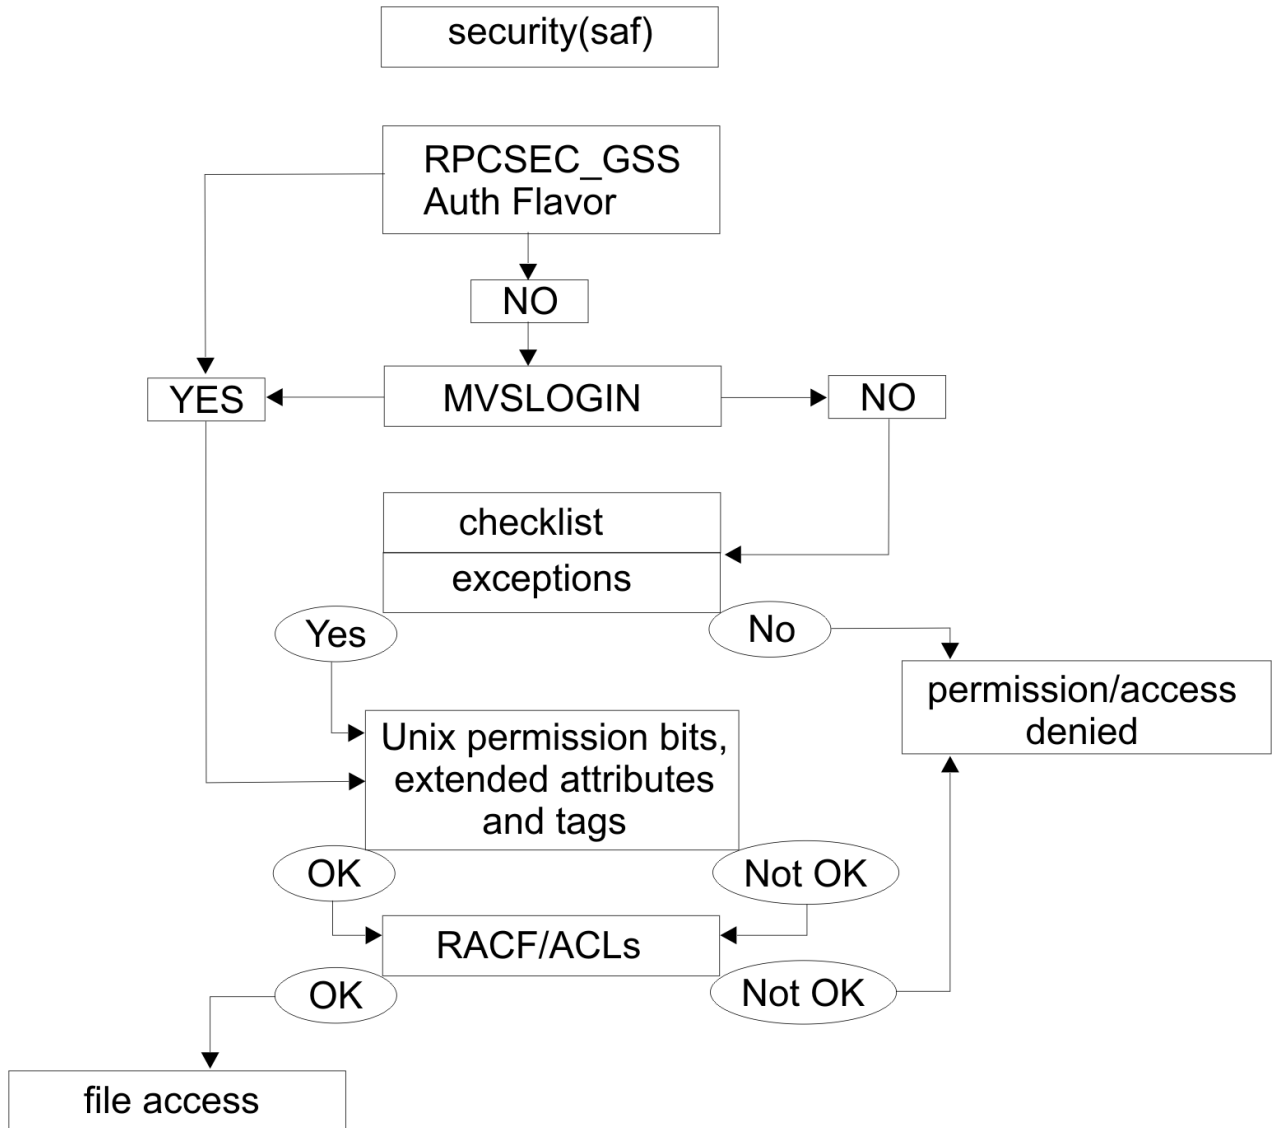 security(saf)
RPCSEC_GSS
Auth Flavor
NO
YES
MVSLOGIN
NO
checklist
exceptions
Yes
No
permission/access
denied
Unix permission bits,
extended attributes
and tags
OK
Not OK
RACF/ACLs
OK
Not OK
file access